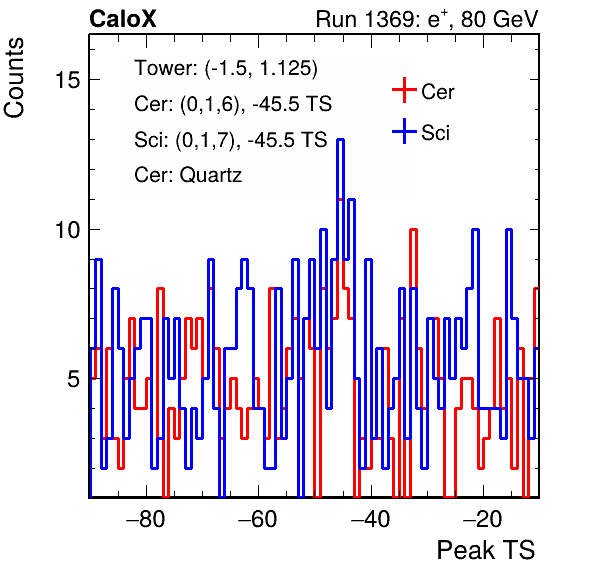 CaloX Run 1369: e⁺, 80 GeV
Counts
15
10
5
Tower: (-1.5, 1.125)
Cer: (0,1,6), -45.5 TS
Sci: (0,1,7), -45.5 TS
Cer: Quartz
Cer
Sci
−80 −60 −40 −20
Peak TS